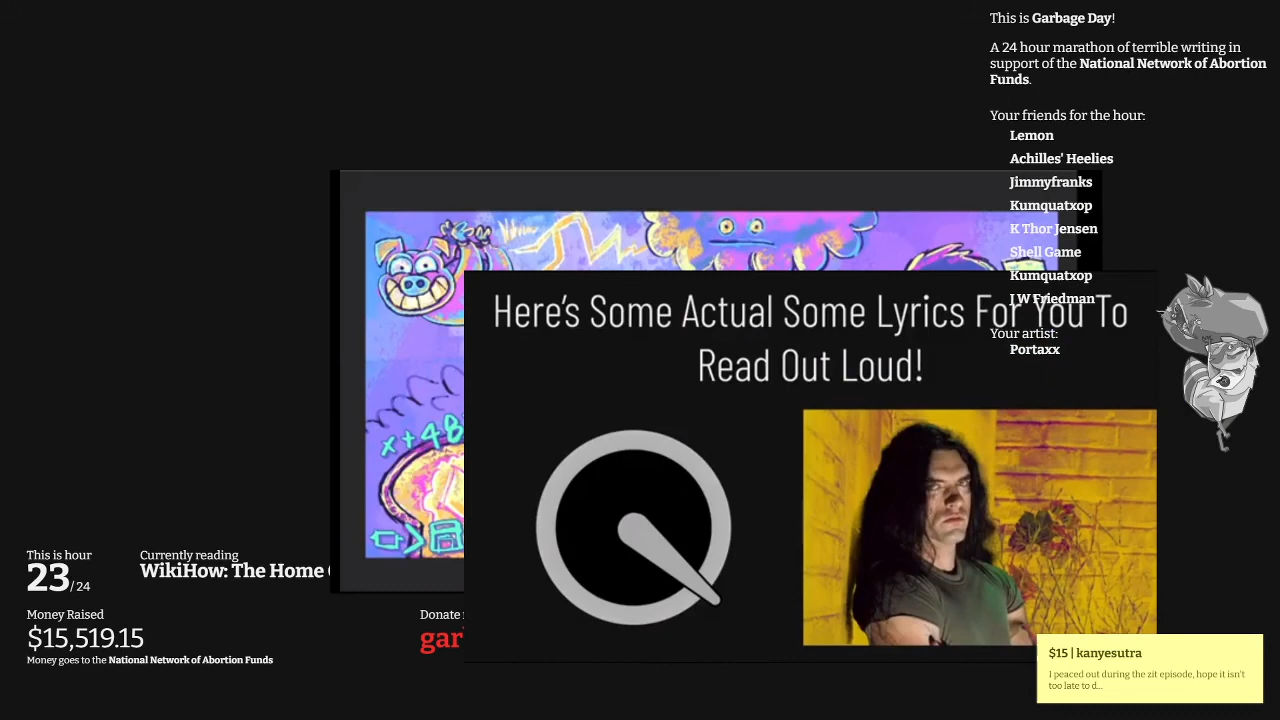 This is Garbage Day!
A 24 hour marathon of terrible writing in
support of the National Network of Abortion
Funds.
Your friends for the hour:
Lemon
Achilles' Heelies
Jimmyfranks
Kumquatxop
K Thor Jensen
Shell Game
Kumquatxop
J W Friedman
Your artist:
Portaxx
Here's Some Actual Some Lyrics For You To
Read Out Loud!
x+48
This is hour
23/24
Currently reading
WikiHow: The Home
Money Raised
$15,519.15
Money goes to the National Network of Abortion Funds
Donate
gar
$15 | kanyesutra
I peaced out during the zit episode, hope it isn't
too late to d...